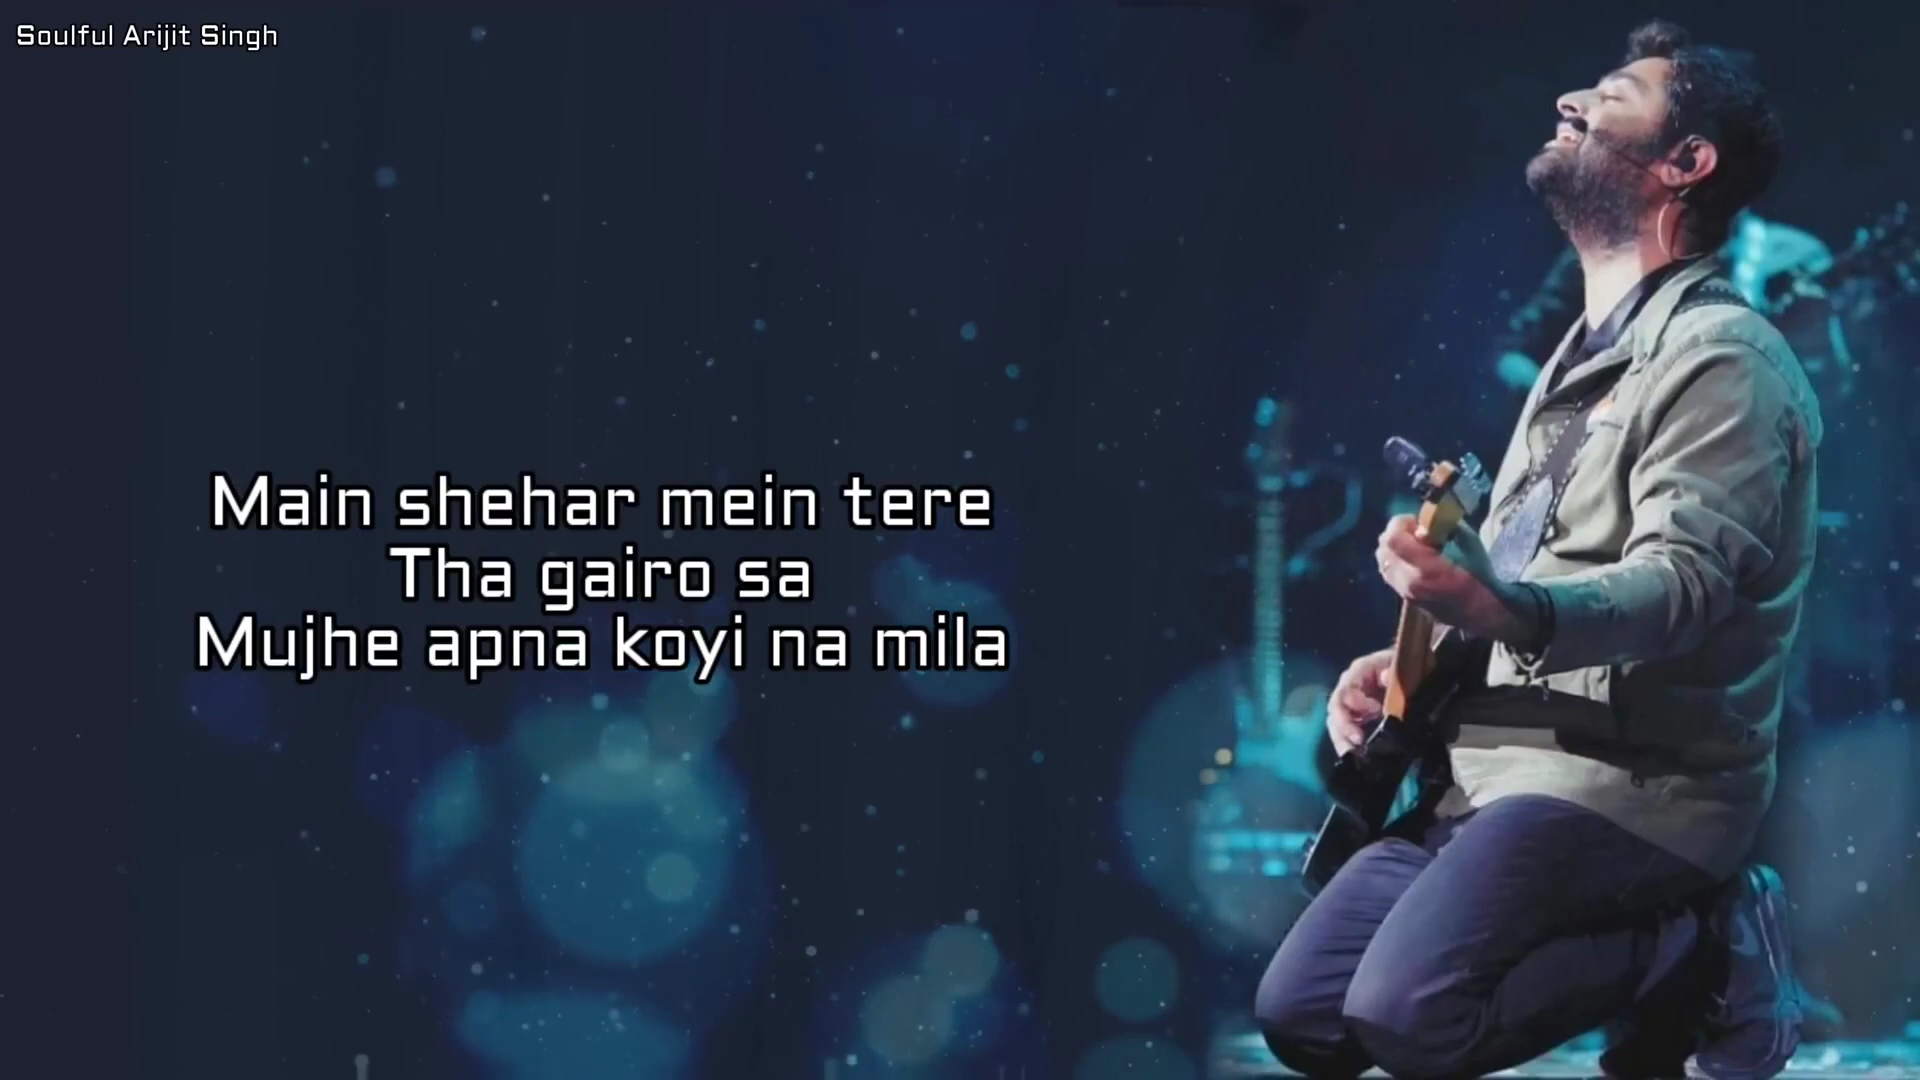 Soulful Arijit Singh
Main shehar mein tere
Tha gairo sa
Mujhe apna koyi na mila